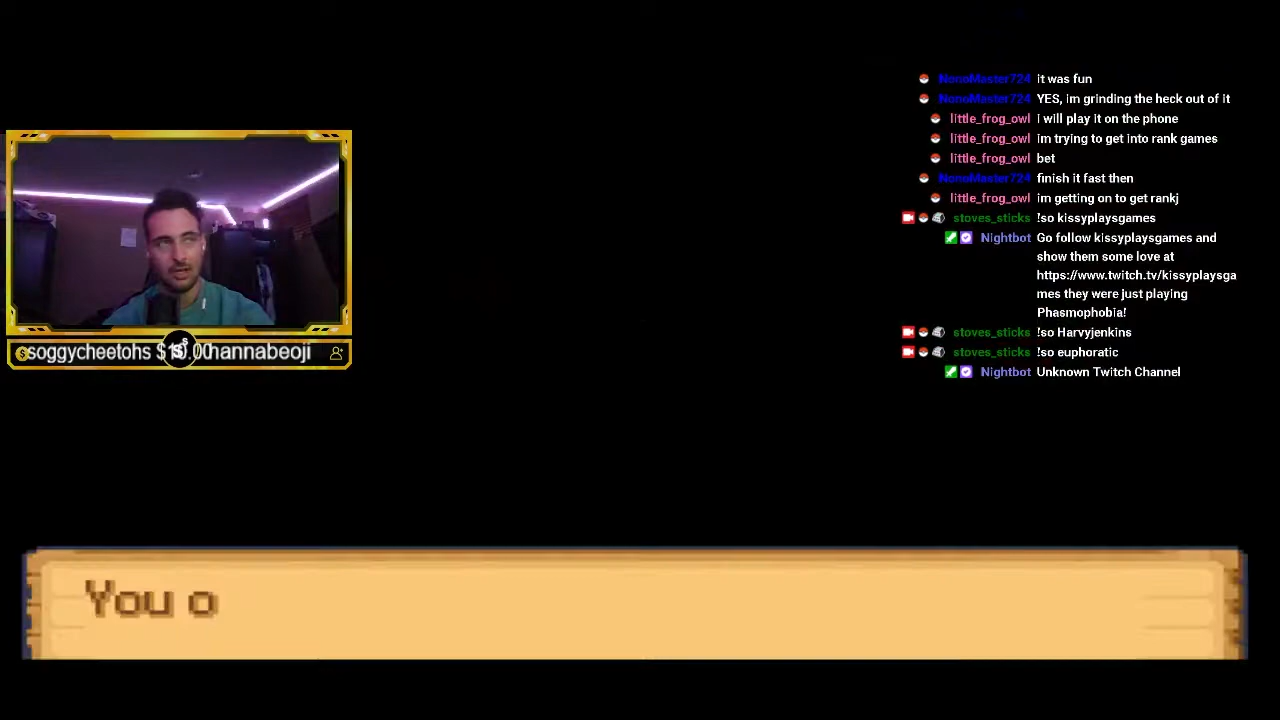 NonoMaster724 it was fun
NonoMaster724 YES, im grinding the heck out of it
little_frog_owl i will play it on the phone
little_frog_owl im trying to get into rank games
little_frog_owl bet
NonoMaster724 finish it fast then
little_frog_owl im getting on to get rankj
stoves_sticks !so kissyplaysgames
Nightbot Go follow kissyplaysgames and
show them some love at
https://www.twitch.tv/kissyplaysga
mes they were just playing
Phasmophobia!
stoves_sticks !so Harvyjenkins
stoves_sticks !so euphoratic
Nightbot Unknown Twitch Channel
soggycheetohs $10.00 hannabeoji
You o